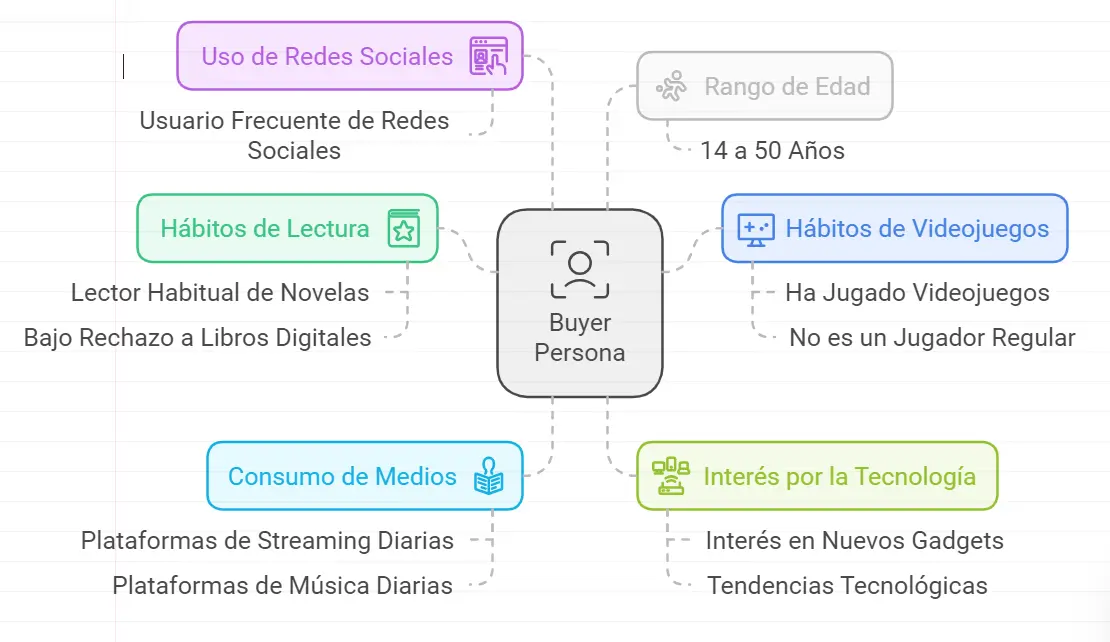 Uso de Redes Sociales
Usuario Frecuente de Redes
Sociales
Rango de Edad
14 a 50 Años
Hábitos de Lectura
Lector Habitual de Novelas
Bajo Rechazo a Libros Digitales
Buyer
Persona
Hábitos de Videojuegos
Ha Jugado Videojuegos
No es un Jugador Regular
Consumo de Medios
Plataformas de Streaming Diarias
Plataformas de Música Diarias
Interés por la Tecnología
Interés en Nuevos Gadgets
Tendencias Tecnológicas